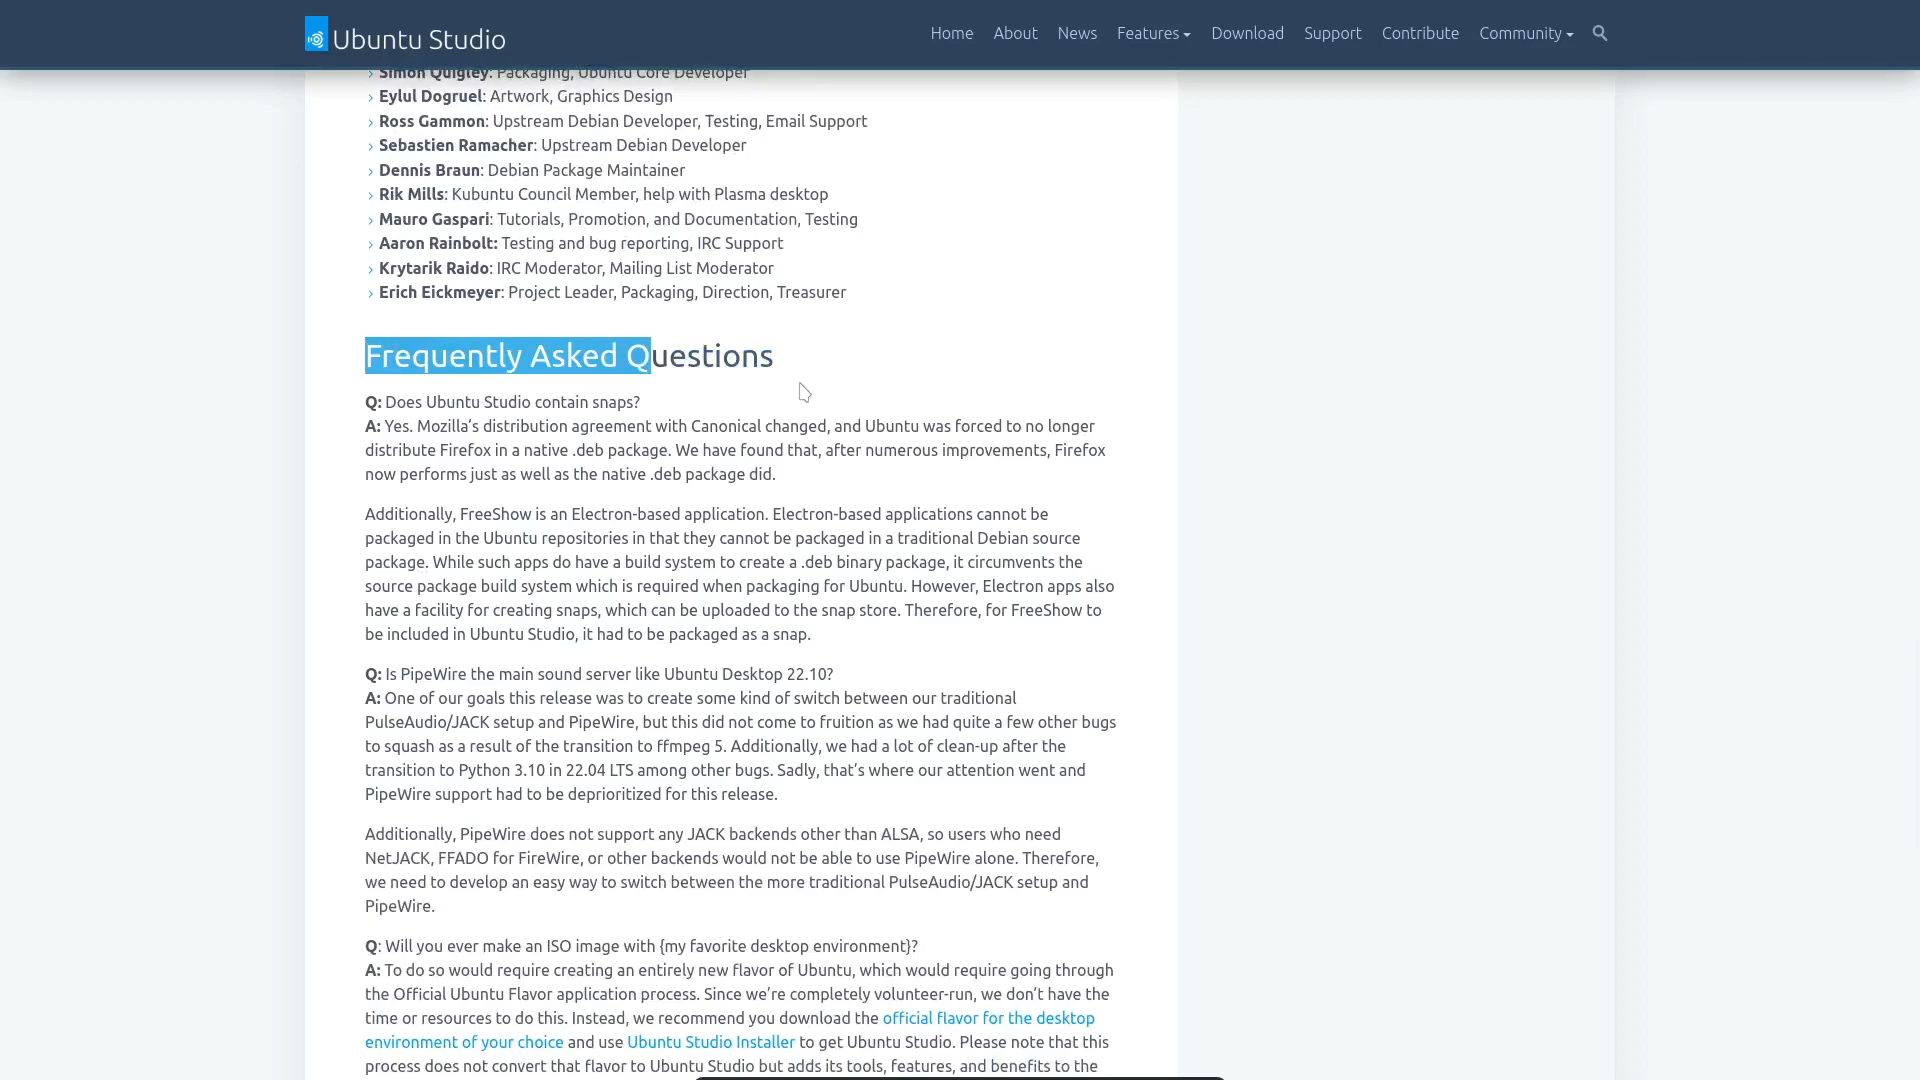 Ubuntu Studio
Home About News Features Download Support Contribute Community
Simon Quigley: Packaging, Ubuntu Core Developer
Eylul Dogruel: Artwork, Graphics Design
Ross Gammon: Upstream Debian Developer, Testing, Email Support
Sebastien Ramacher: Upstream Debian Developer
Dennis Braun: Debian Package Maintainer
Rik Mills: Kubuntu Council Member, help with Plasma desktop
Mauro Gaspari: Tutorials, Promotion, and Documentation, Testing
Aaron Rainbolt: Testing and bug reporting, IRC Support
Krytarik Raido: IRC Moderator, Mailing List Moderator
Erich Eickmeyer: Project Leader, Packaging, Direction, Treasurer
Frequently Asked Questions
Q: Does Ubuntu Studio contain snaps?
A: Yes. Mozilla’s distribution agreement with Canonical changed, and Ubuntu was forced to no longer
distribute Firefox in a native .deb package. We have found that, after numerous improvements, Firefox
now performs just as well as the native .deb package did.
Additionally, FreeShow is an Electron-based application. Electron-based applications cannot be
packaged in the Ubuntu repositories in that they cannot be packaged in a traditional Debian source
package. While such apps do have a build system to create a .deb binary package, it circumvents the
source package build system which is required when packaging for Ubuntu. However, Electron apps also
have a facility for creating snaps, which can be uploaded to the snap store. Therefore, for FreeShow to
be included in Ubuntu Studio, it had to be packaged as a snap.
Q: Is PipeWire the main sound server like Ubuntu Desktop 22.10?
A: One of our goals this release was to create some kind of switch between our traditional
PulseAudio/JACK setup and PipeWire, but this did not come to fruition as we had quite a few other bugs
to squash as a result of the transition to ffmpeg 5. Additionally, we had a lot of clean-up after the
transition to Python 3.10 in 22.04 LTS among other bugs. Sadly, that’s where our attention went and
PipeWire support had to be deprioritized for this release.
Additionally, PipeWire does not support any JACK backends other than ALSA, so users who need
NetJACK, FFADO for FireWire, or other backends would not be able to use PipeWire alone. Therefore,
we need to develop an easy way to switch between the more traditional PulseAudio/JACK setup and
PipeWire.
Q: Will you ever make an ISO image with {my favorite desktop environment}?
A: To do so would require creating an entirely new flavor of Ubuntu, which would require going through
the Official Ubuntu Flavor application process. Since we’re completely volunteer-run, we don’t have the
time or resources to do this. Instead, we recommend you download the official flavor for the desktop
environment of your choice and use Ubuntu Studio Installer to get Ubuntu Studio. Please note that this
process does not convert that flavor to Ubuntu Studio but adds its tools, features, and benefits to the